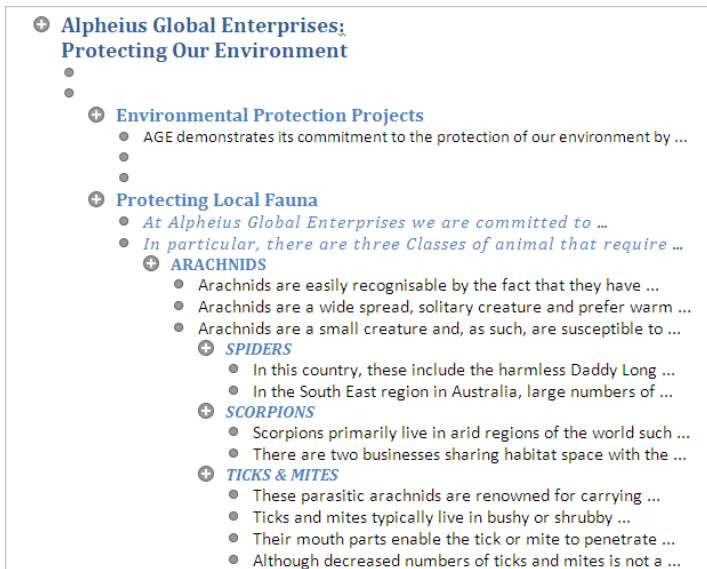 Alpheius Global Enterprises:
Protecting Our Environment
Environmental Protection Projects
AGE demonstrates its commitment to the protection of our environment by ...
Protecting Local Fauna
At Alpheius Global Enterprises we are committed to ...
In particular, there are three Classes of animal that require ...
ARACHNIDS
Arachnids are easily recognisable by the fact that they have ...
Arachnids are a wide spread, solitary creature and prefer warm ...
Arachnids are a small creature and, as such, are susceptible to ...
SPIDERS
In this country, these include the harmless Daddy Long ...
In the South East region in Australia, large numbers of ...
SCORPIONS
Scorpions primarily live in arid regions of the world such ...
There are two businesses sharing habitat space with the ...
TICKS & MITES
These parasitic arachnids are renowned for carrying ...
Ticks and mites typically live in bushy or shrubby ...
Their mouth parts enable the tick or mite to penetrate ...
Although decreased numbers of ticks and mites is not a ...